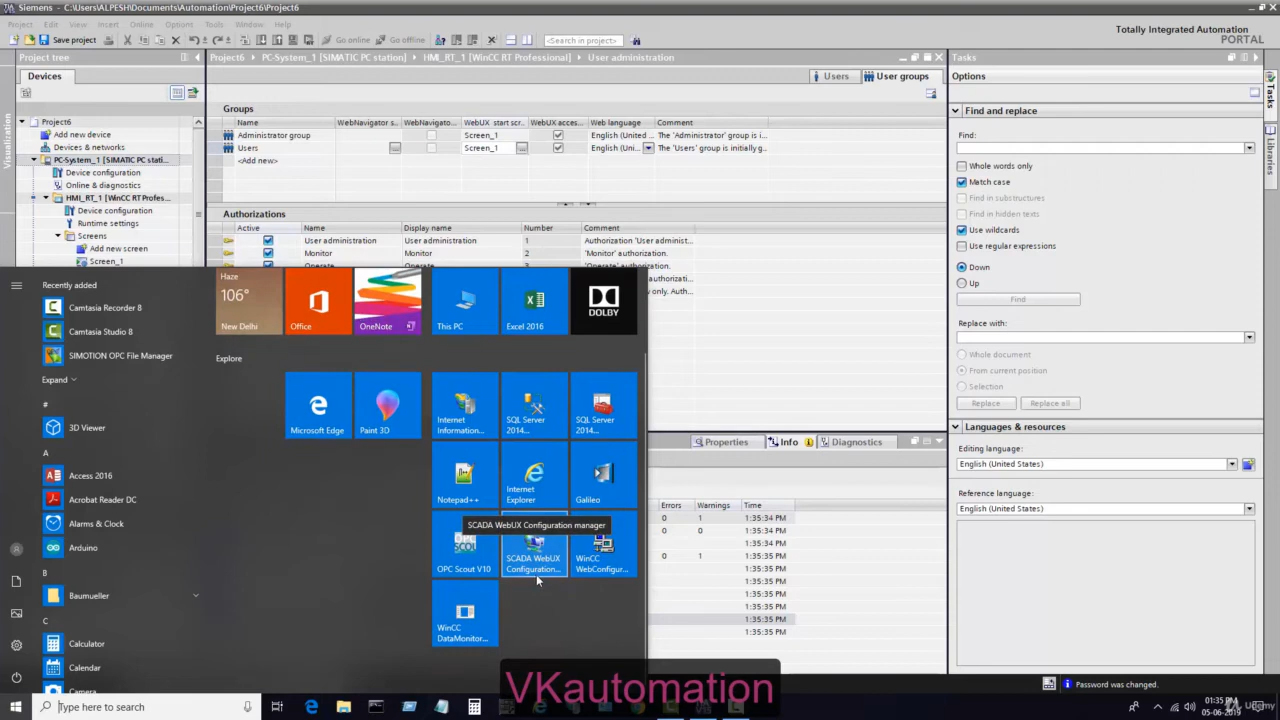 Siemens - C:\Users\ALPESH\Documents\Automation\Project6\Project6
Project Edit View Insert Online Options Tools Window Help
Save project
Go online
Go offline
<Search in project>
Totally Integrated Automation
PORTAL
Project tree
Project6 PC-System_1 [SIMATIC PC station] HMI_RT_1 [WinCC RT Professional] User administration
Tasks
Devices
Users
User groups
Options
Visualization
Tasks
Libraries
Groups
Name WebNavigator s... WebNavigato... WebUX start scr... WebUX acces... Web language Comment
Administrator group Screen_1 English (United ... The 'Administrator' group is i...
Users Screen_1 English (Uni... The 'Users' group is initially g...
<Add new>
Project6
Add new device
Devices & networks
PC-System_1 [SIMATIC PC stati...
Device configuration
Online & diagnostics
HMI_RT_1 [WinCC RT Profes...
Device configuration
Runtime settings
Screens
Add new screen
Screen_1
Authorizations
Active Name Display name Number Comment
User administration User administration 1 Authorization 'User administ...
Monitor Monitor 2 'Monitor' authorization.
Operate Operate 3 'Operate' authorization.
Find and replace
Find:
Whole words only
Match case
Find in substructures
Find in hidden texts
Use wildcards
Use regular expressions
Down
Up
Find
Replace with:
Whole document
From current position
Selection
Replace
Replace all
Languages & resources
Editing language:
English (United States)
Reference language:
English (United States)
Recently added
Camtasia Recorder 8
Camtasia Studio 8
SIMOTION OPC File Manager
Expand
#
3D Viewer
A
Access 2016
Acrobat Reader DC
Alarms & Clock
Arduino
B
Baumueller
C
Calculator
Calendar
Camera
Haze
106°
New Delhi
Office
OneNote
This PC
Excel 2016
DOLBY
Explore
Microsoft Edge
Paint 3D
Internet Information...
SQL Server 2014...
SQL Server 2014...
Notepad++
Internet Explorer
Galileo
SCADA WebUX Configuration manager
OPC Scout V10
SCADA WebUX Configuration...
WinCC WebConfigur...
WinCC DataMonitor...
Properties
Info
Diagnostics
Errors Warnings Time
0 1 1:35:34 PM
0 0 1:35:34 PM
1:35:34 PM
0 1 1:35:35 PM
1:35:35 PM
1:35:35 PM
1:35:35 PM
1:35:35 PM
1:35:35 PM
1:35:35 PM
Password was changed.
VKautomation
Type here to search
01:35 PM
05-06-2019
Udemy